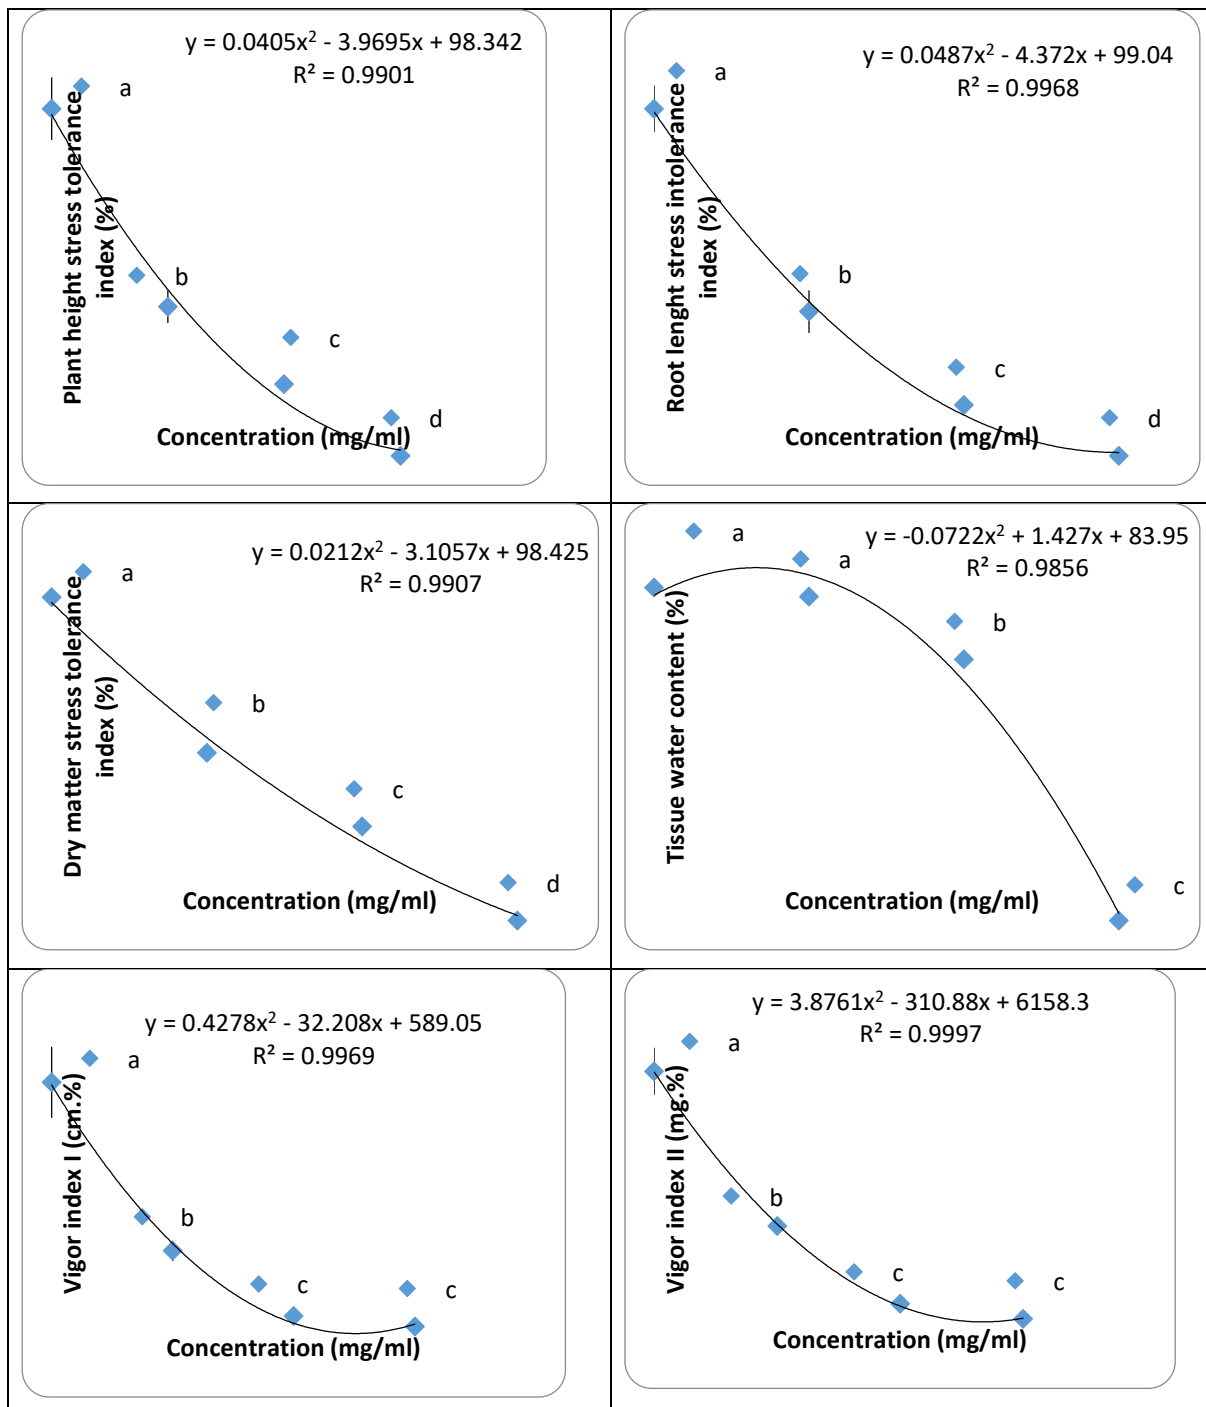 y = 0.0405x² - 3.9695x + 98.342
R² = 0.9901
a
b
c
d
Plant height stress tolerance
index (%)
Concentration (mg/ml)
y = 0.0487x² - 4.372x + 99.04
R² = 0.9968
a
b
c
d
Root lenght stress intolerance
index (%)
Concentration (mg/ml)
y = 0.0212x² - 3.1057x + 98.425
R² = 0.9907
a
b
c
d
Dry matter stress tolerance
index (%)
Concentration (mg/ml)
y = -0.0722x² + 1.427x + 83.95
R² = 0.9856
a
a
b
c
Tissue water content (%)
Concentration (mg/ml)
y = 0.4278x² - 32.208x + 589.05
R² = 0.9969
a
b
c
c
Vigor index I (cm.%)
Concentration (mg/ml)
y = 3.8761x² - 310.88x + 6158.3
R² = 0.9997
a
b
c
c
Vigor index II (mg.%)
Concentration (mg/ml)